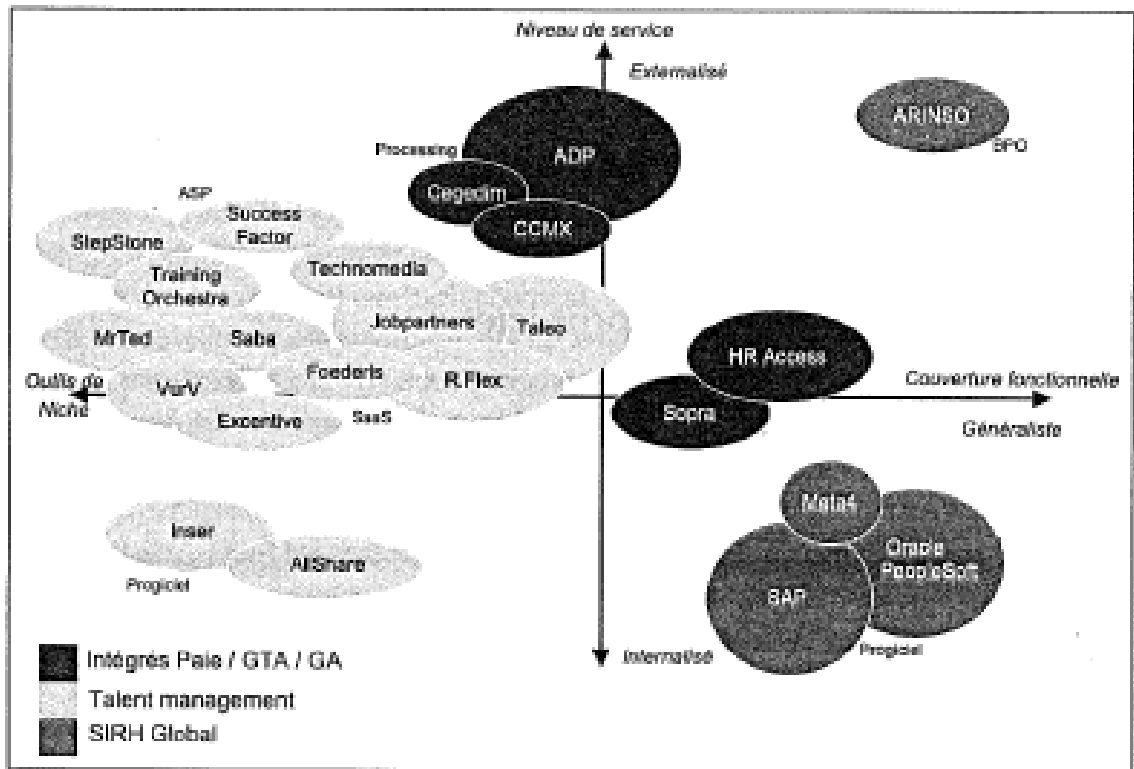 Niveau de service
Externalisé
ARINSO
BPO
ADP
Processing
Cegedim
CCMX
ASP
Success
Factor
StepStone
Technomedia
Training
Orchestra
Jobpartners
Taleo
MrTed
Saba
HR Access
Foederis
R.Flex
Outils de
Niche
VurV
Couverture fonctionnelle
Sopra
Excentive
SaaS
Généraliste
Meta4
Inser
Oracle
PeopleSoft
AllShare
Progiciel
SAP
Progiciel
Internalisé
Intégrés Paie / GTA / GA
Talent management
SIRH Global